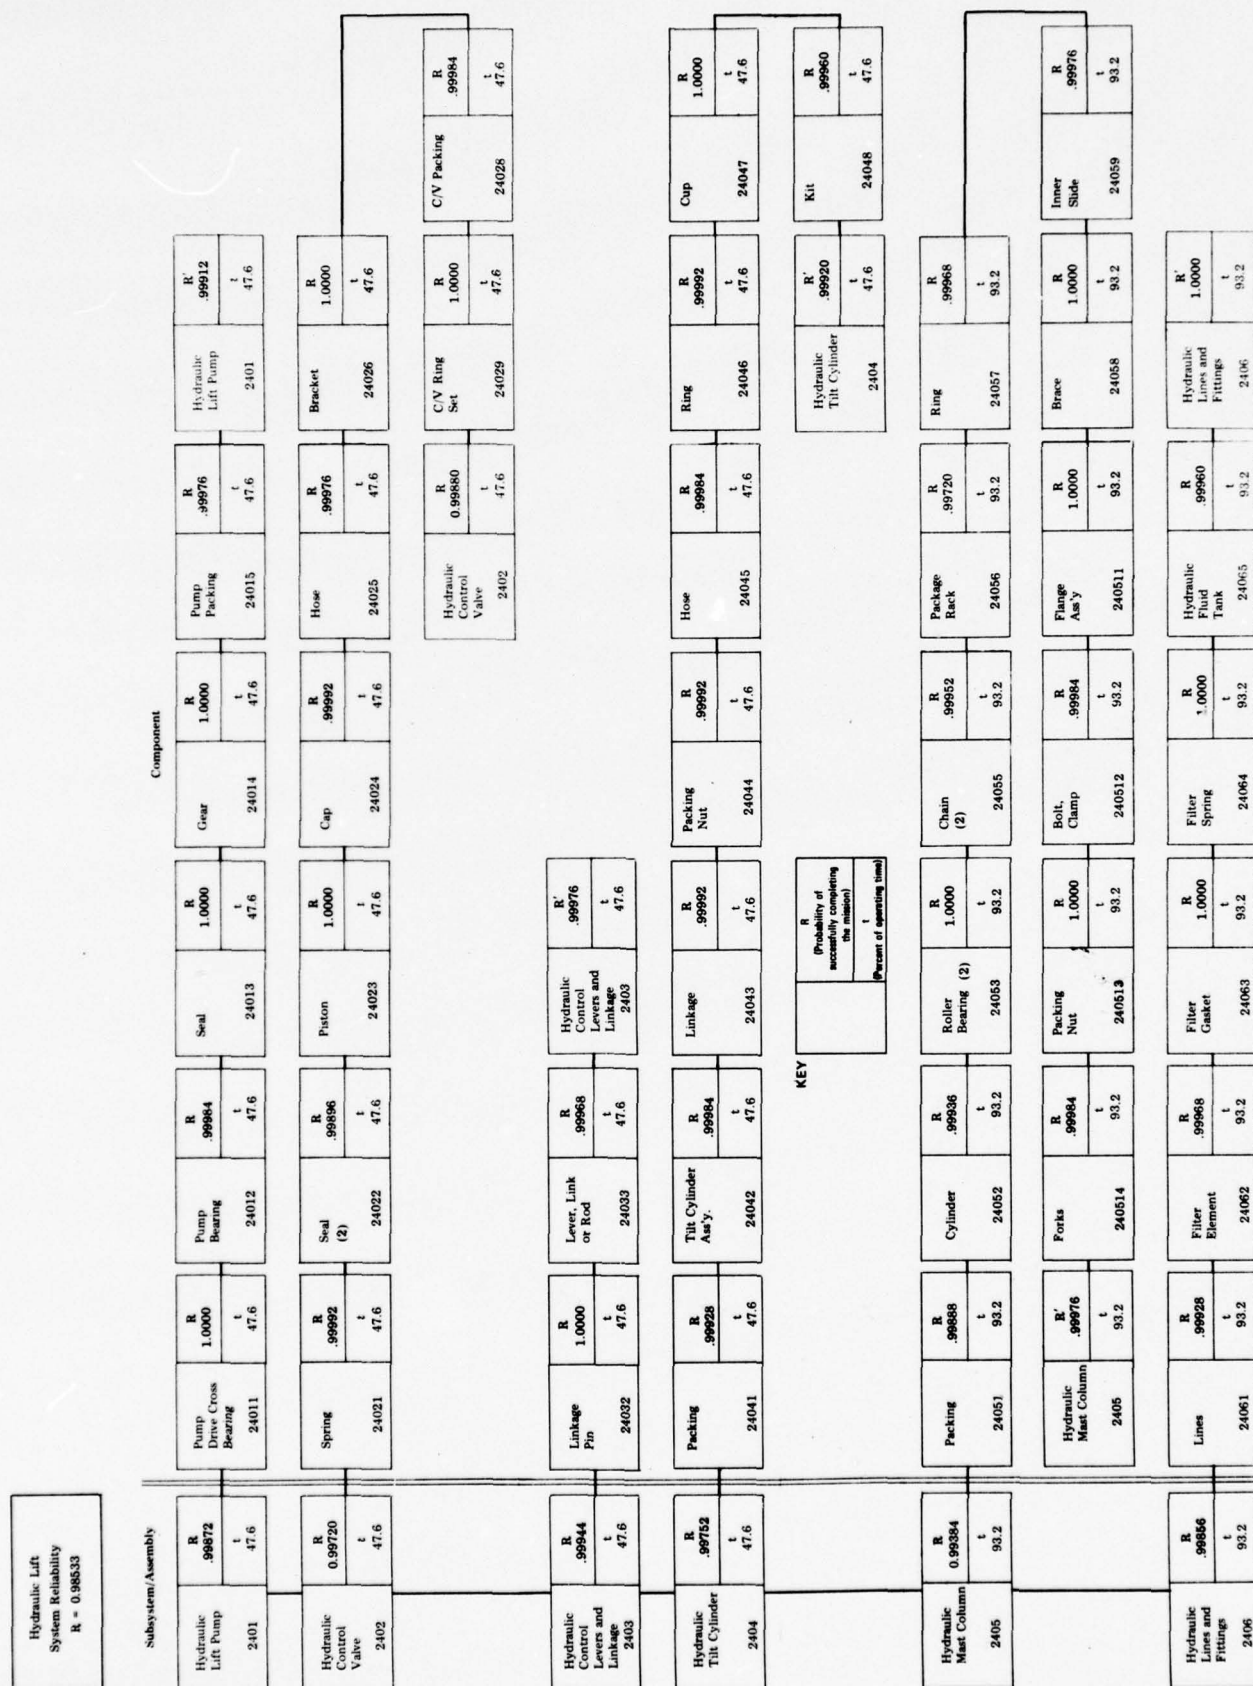 Hydraulic Lift
System Reliability
R = 0.98533
Subsystem/Assembly
Component
Hydraulic
Lift Pump
2401
R
.99872
t
47.6
Pump
Drive Cross
Bearing
24011
R
1.0000
t
47.6
Pump
Bearing
24012
R
.99984
t
47.6
Seal
24013
R
1.0000
t
47.6
Gear
24014
R
1.0000
t
47.6
Pump
Packing
24015
R
.99976
t
47.6
Hydraulic
Lift Pump
2401
R'
.99912
t
47.6
Hydraulic
Control
Valve
2402
R
0.99720
t
47.6
Spring
24021
R
.99992
t
47.6
Seal
(2)
24022
R
.99896
t
47.6
Piston
24023
R
1.0000
t
47.6
Cap
24024
R
.99992
t
47.6
Hose
24025
R
.99976
t
47.6
Bracket
24026
R
1.0000
t
47.6
Hydraulic
Control
Valve
2402
R
0.99880
t
47.6
C/V Ring
Set
24029
R
1.0000
t
47.6
C/V Packing
24028
R
.99984
t
47.6
Hydraulic
Control
Levers and
Linkage
2403
R
.99944
t
47.6
Linkage
Pin
24032
R
1.0000
t
47.6
Lever, Link
or Rod
24033
R
.99968
t
47.6
Hydraulic
Control
Levers and
Linkage
2403
R'
.99976
t
47.6
Hydraulic
Tilt Cylinder
2404
R
.99752
t
47.6
Packing
24041
R
.99928
t
47.6
Tilt Cylinder
Ass'y.
24042
R
.99984
t
47.6
Linkage
24043
R
.99992
t
47.6
Packing
Nut
24044
R
.99992
t
47.6
Hose
24045
R
.99984
t
47.6
Ring
24046
R
.99992
t
47.6
Cup
24047
R
1.0000
t
47.6
KEY
R
(Probability of
successfully completing
the mission)
t
(Percent of operating time)
Hydraulic
Tilt Cylinder
2404
R'
.99920
t
47.6
Kit
24048
R
.99960
t
47.6
Hydraulic
Mast Column
2405
R
0.99384
t
93.2
Packing
24051
R
.99888
t
93.2
Cylinder
24052
R
.99936
t
93.2
Roller
Bearing (2)
24053
R
1.0000
t
93.2
Chain
(2)
24055
R
.99952
t
93.2
Package
Rack
24056
R
.99720
t
93.2
Ring
24057
R
.99968
t
93.2
Hydraulic
Mast Column
2405
R'
.99976
t
93.2
Forks
240514
R
.99984
t
93.2
Packing
Nut
240513
R
1.0000
t
93.2
Bolt,
Clamp
240512
R
.99984
t
93.2
Flange
Ass'y
240511
R
1.0000
t
93.2
Brace
24058
R
1.0000
t
93.2
Inner
Slide
24059
R
.99976
t
93.2
Hydraulic
Lines and
Fittings
2406
R
.99856
t
93.2
Lines
24061
R
.99928
t
93.2
Filter
Element
24062
R
.99968
t
93.2
Filter
Gasket
24063
R
1.0000
t
93.2
Filter
Spring
24064
R
1.0000
t
93.2
Hydraulic
Fluid
Tank
24065
R
.99960
t
93.2
Hydraulic
Lines and
Fittings
2406
R'
1.0000
t
93.2